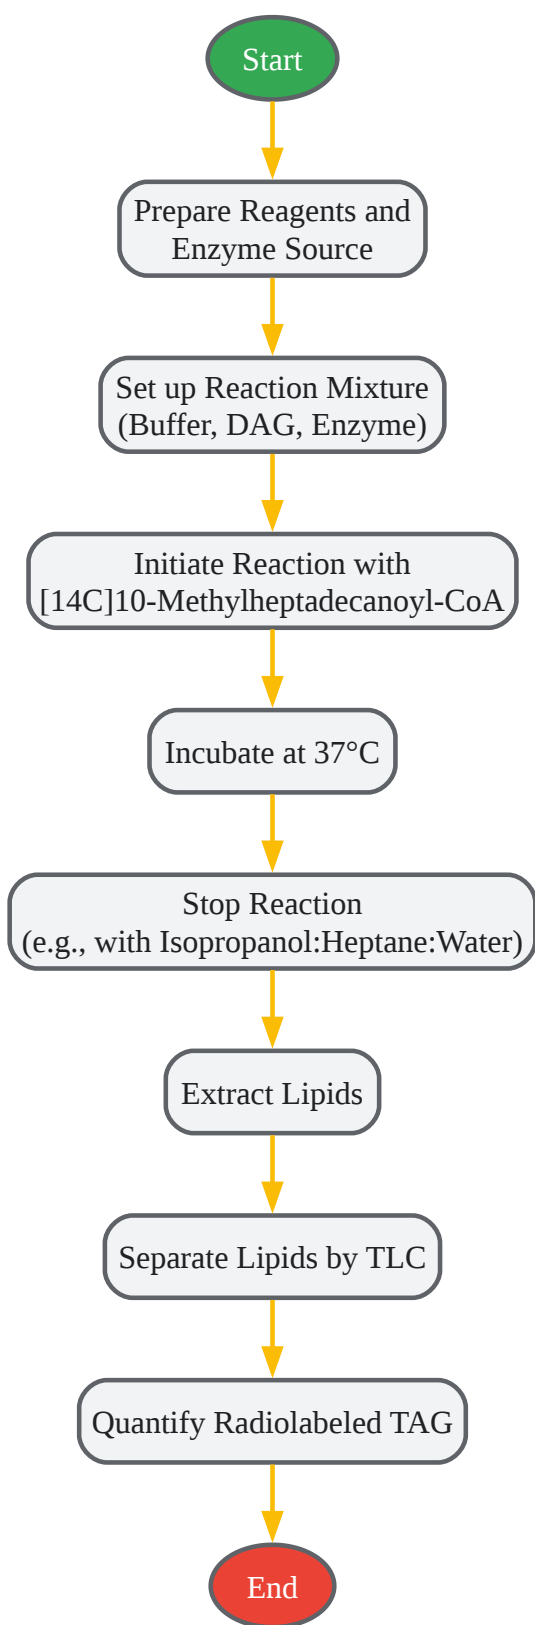 Start
Prepare Reagents and
Enzyme Source
Set up Reaction Mixture
(Buffer, DAG, Enzyme)
Initiate Reaction with
[14C]10-Methylheptadecanoyl-CoA
Incubate at 37°C
Stop Reaction
(e.g., with Isopropanol:Heptane:Water)
Extract Lipids
Separate Lipids by TLC
Quantify Radiolabeled TAG
End